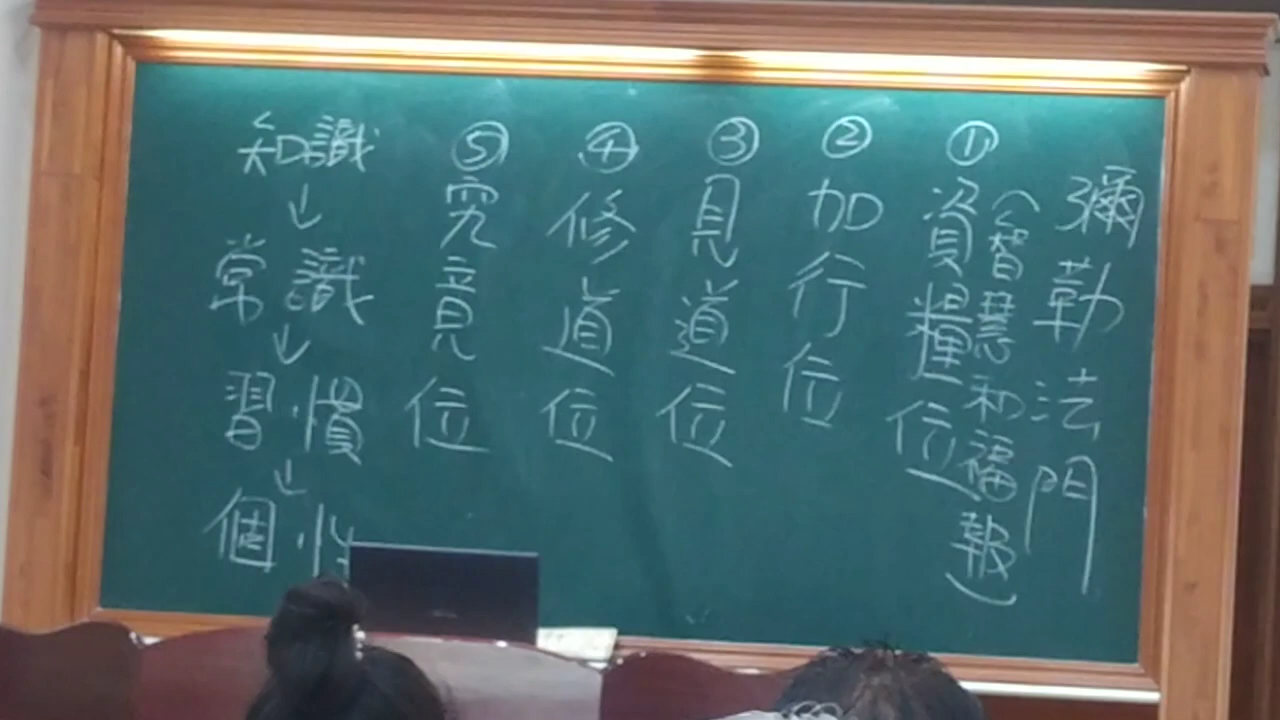 彌勒法門
（智慧和福報）
①資糧位
②加行位
③見道位
④修道位
⑤究竟位
知識
↓
常識
↓
習慣
↓
個性